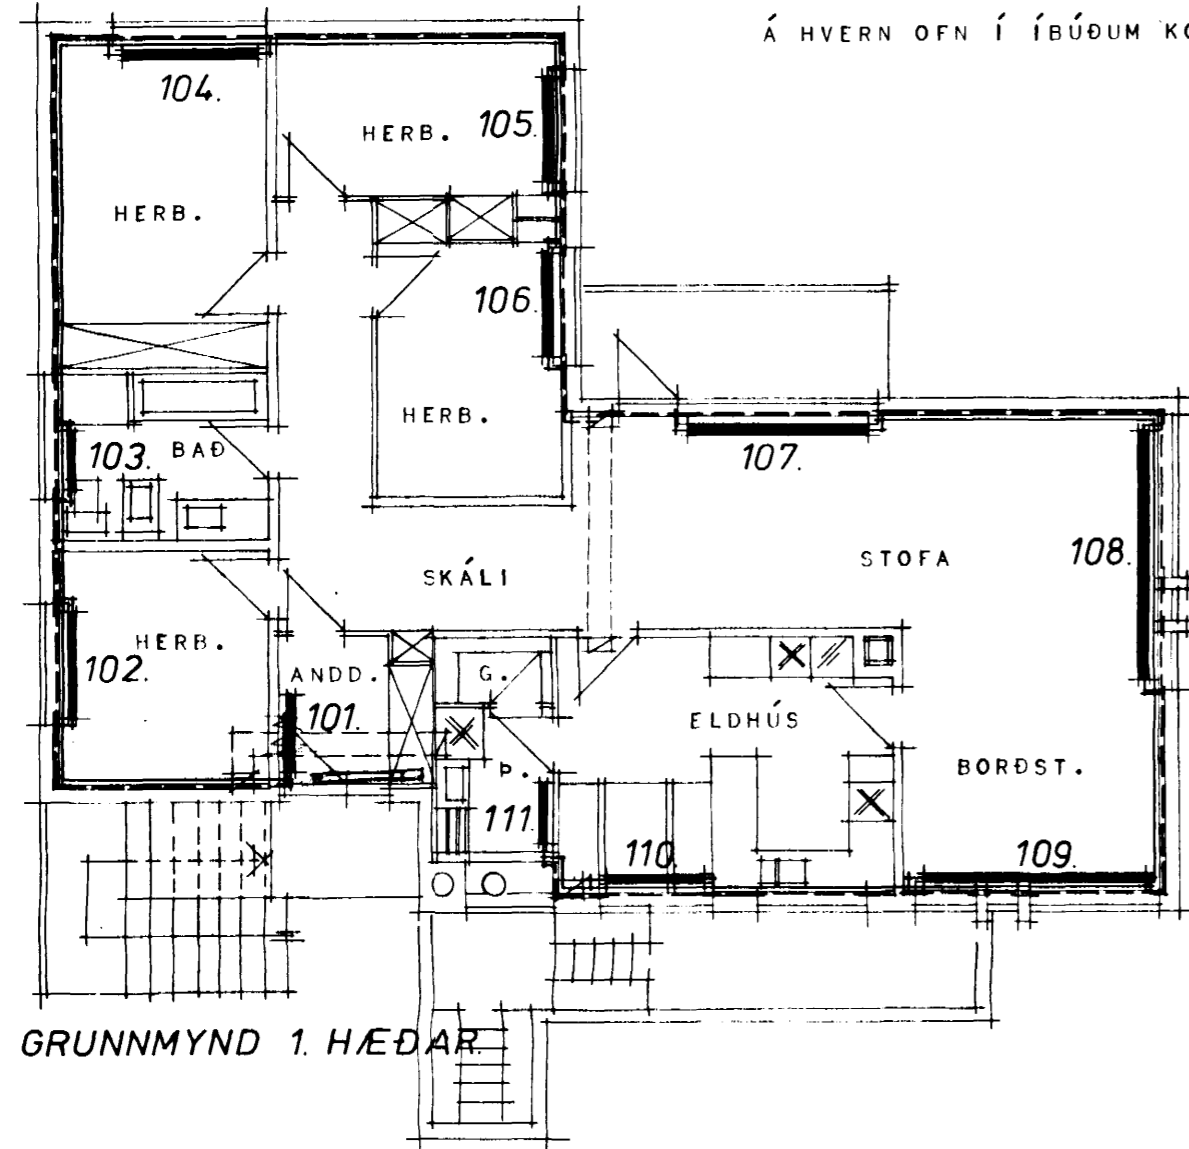 Á HVERN OFN Í ÍBÚÐUM
104.
HERB. 105.
HERB.
106.
HERB.
103. BAÐ
107.
108.
STOFA
SKÁLI
HERB.
102.
ANDD.
G.
101.
ELDHÚS
BORÐST.
Þ.
111.
110.
109.
GRUNNMYND 1. HÆÐAR.